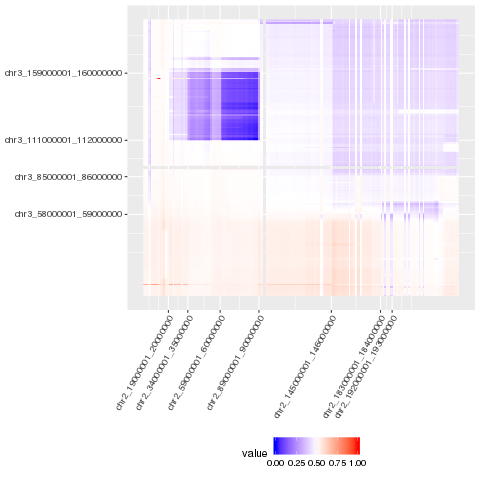 chr3_159000001_160000000
chr3_111000001_112000000
chr3_85000001_86000000
chr3_58000001_59000000
chr2_19000001_20000000
chr2_34000001_35000000
chr2_59000001_60000000
chr2_89000001_90000000
chr2_145000001_146000000
chr2_183000001_184000000
chr2_192000001_193000000
value
0.00 0.25 0.50 0.75 1.00